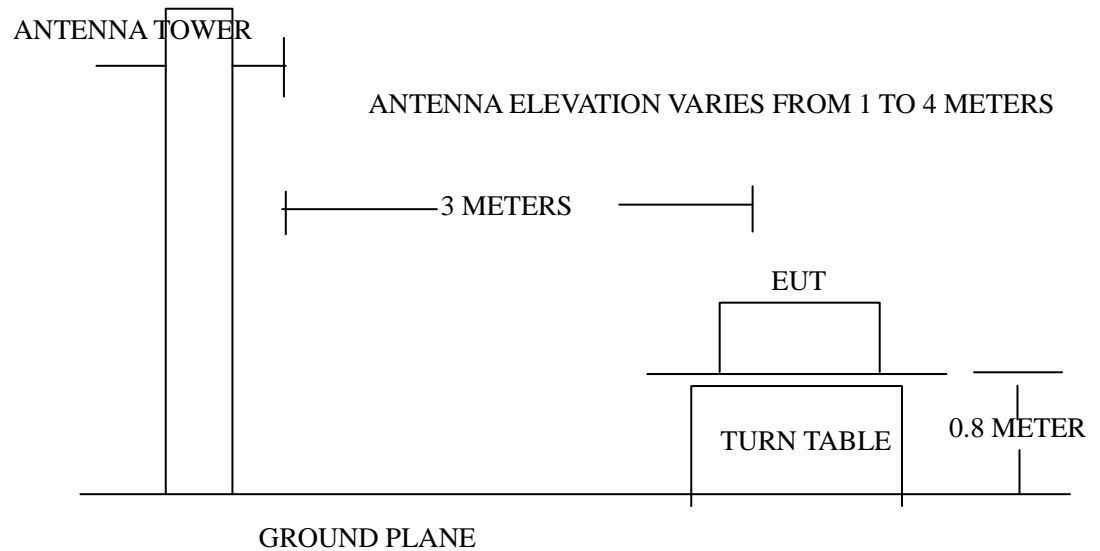 ANTENNA TOWER
ANTENNA ELEVATION VARIES FROM 1 TO 4 METERS
3 METERS
EUT
TURN TABLE
0.8 METER
GROUND PLANE